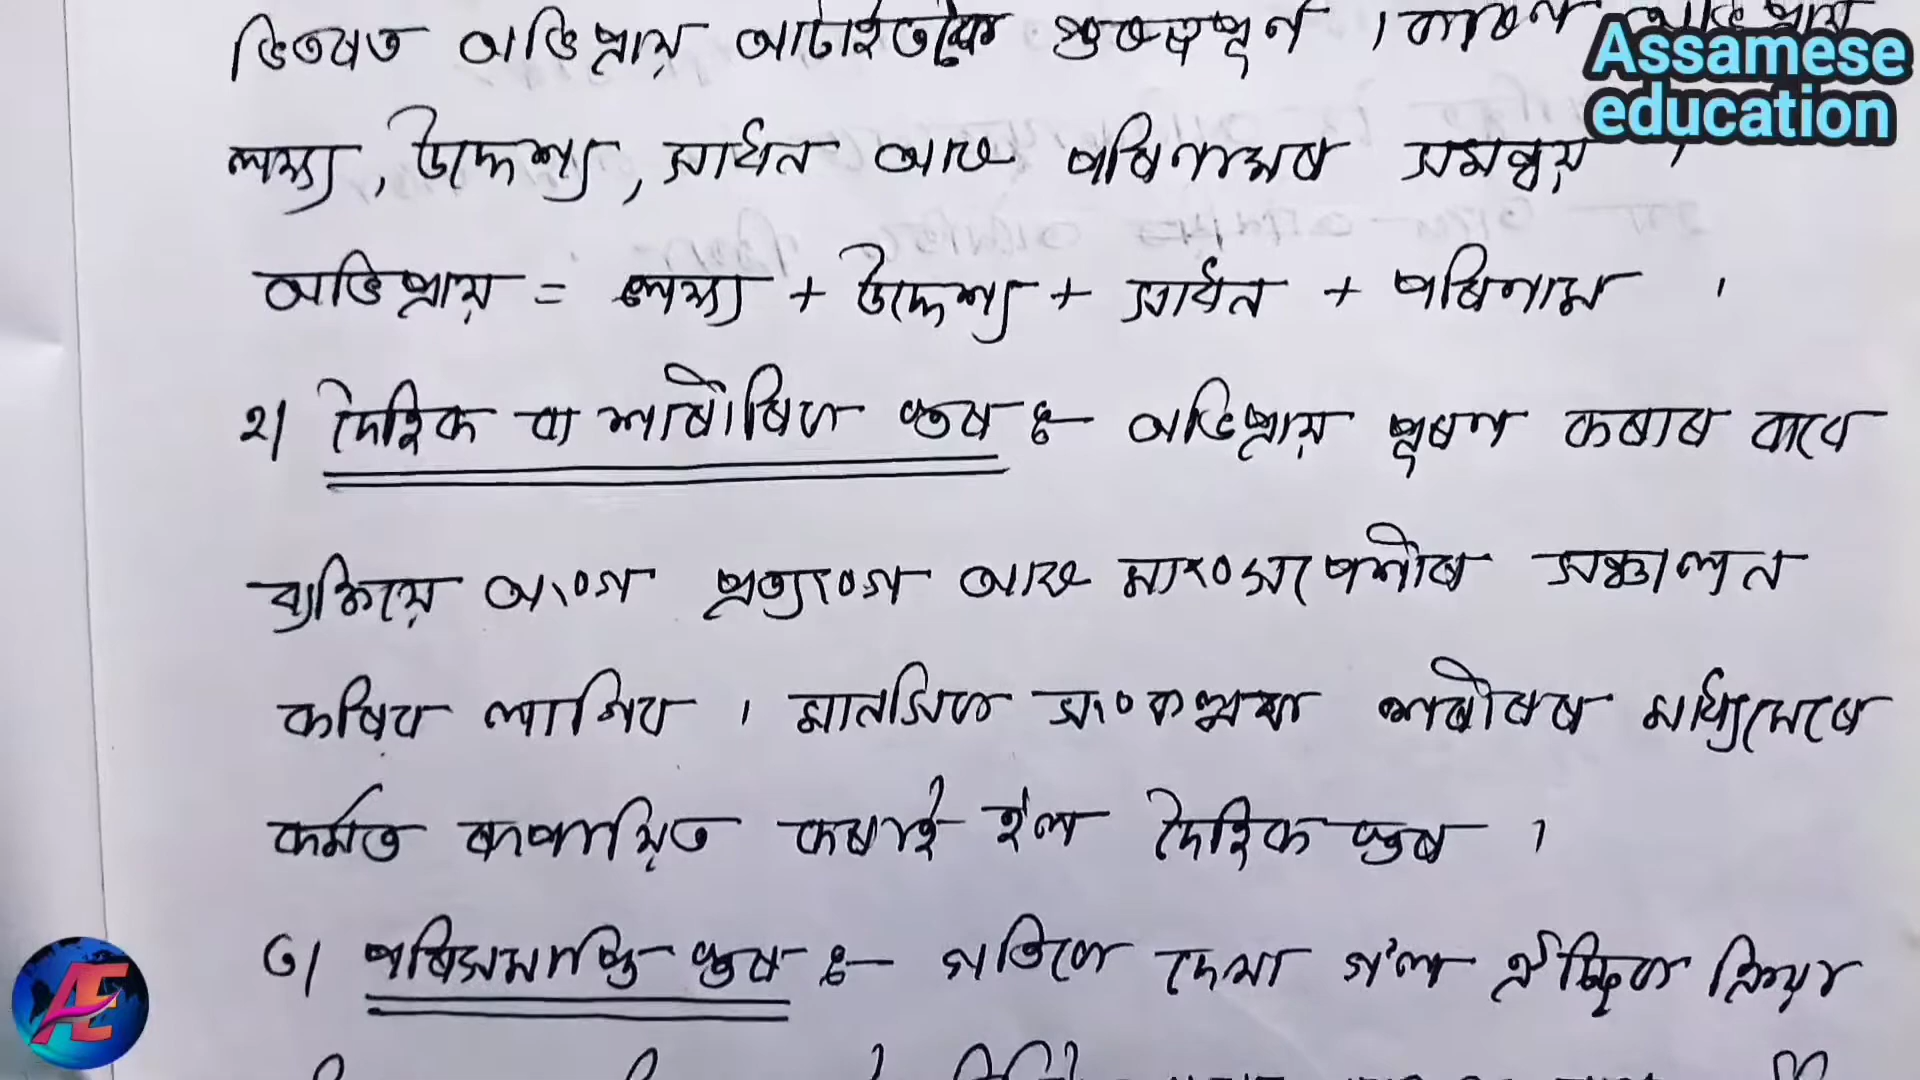 ভিতৰত অভিপ্ৰায় আটাইতকৈ গুৰুত্বপূৰ্ণ । কাৰণ অভিপ্ৰায়
Assamese
education
লক্ষ্য, উদ্দেশ্য, সাধন আৰু পৰিণামৰ সমন্বয় ।
অভিপ্ৰায় = লক্ষ্য + উদ্দেশ্য + সাধন + পৰিণাম ।
২। দৈহিক বা শাৰীৰিক স্তৰ ঃ- অভিপ্ৰায় পূৰণ কৰাৰ বাবে
ব্যক্তিয়ে অংগ প্ৰত্যংগ আৰু মাংসপেশীৰ সঞ্চালন
কৰিব লাগিব । মানসিক সংকল্পক শৰীৰৰ মাধ্যমেৰে
কৰ্মত ৰূপায়িত কৰাই হ'ল দৈহিক স্তৰ ।
৩। পৰিসমাপ্তি স্তৰ ঃ- গতিকে দেখা গ'ল ঐচ্ছিক ক্ৰিয়া
AE